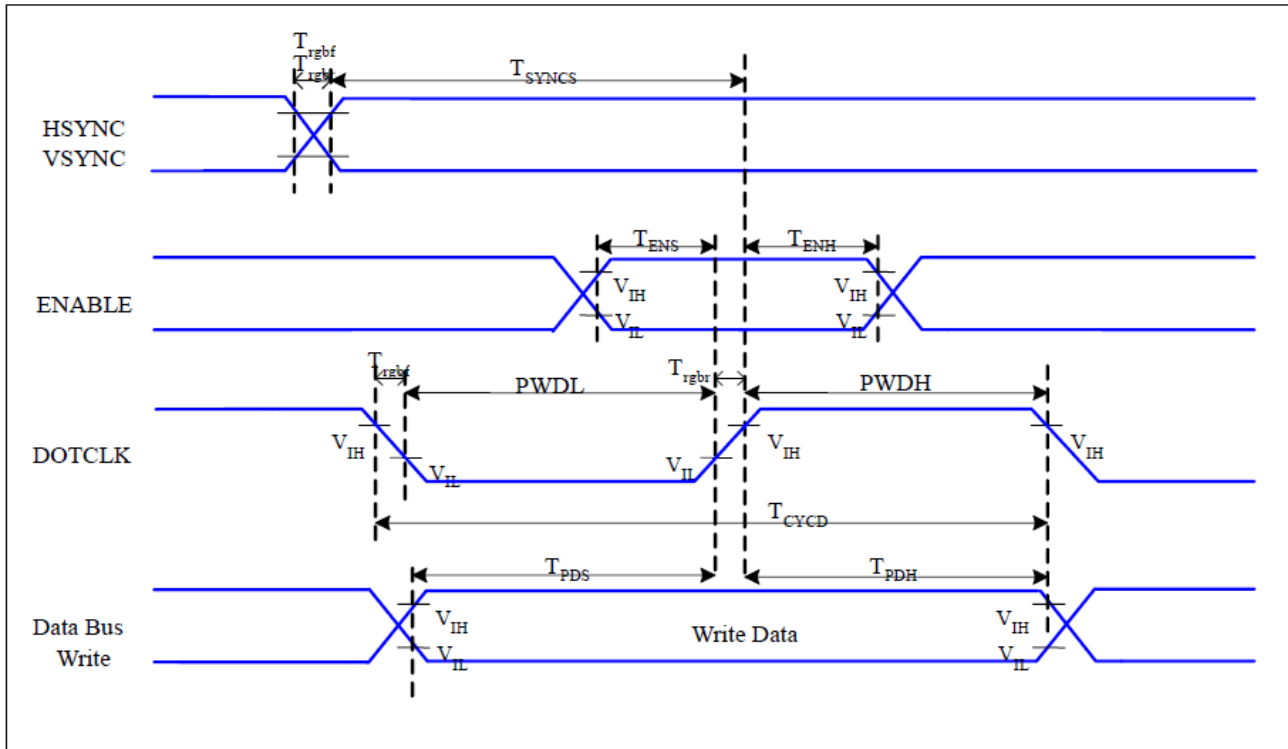 Trgbf
Trgbr
TSYNCS
HSYNC
VSYNC
TENS
TENH
VIH
VIH
ENABLE
VIL
VIL
Trgbf
PWDL
Trgbr
PWDH
DOTCLK
VIH
VIL
VIL
VIH
VIH
TCYCD
TPDS
TPDH
Data Bus
Write
VIH
Write Data
VIH
VIL
VIL